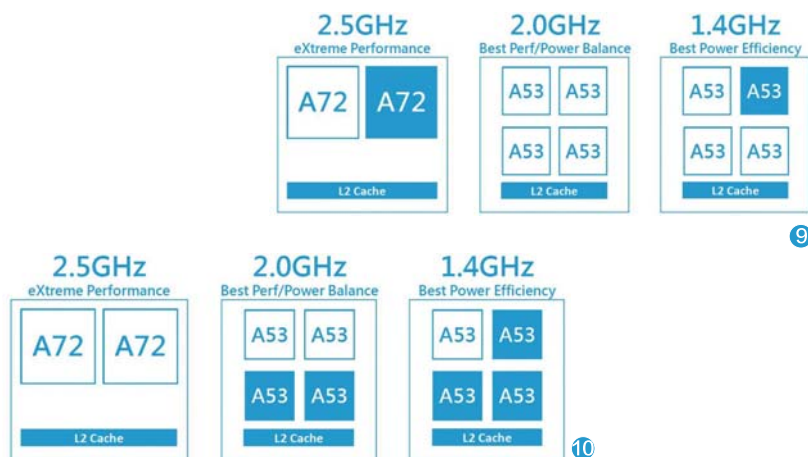 2.5GHz 2.0GHz 1.4GHz
eXtreme Performance Best Perf/Power Balance Best Power Efficiency
A72 A72 A53 A53 A53 A53
A53 A53 A53 A53
L2 Cache L2 Cache L2 Cache
9
2.5GHz 2.0GHz 1.4GHz
eXtreme Performance Best Perf/Power Balance Best Power Efficiency
A72 A72 A53 A53 A53 A53
A53 A53 A53 A53
L2 Cache L2 Cache L2 Cache
10